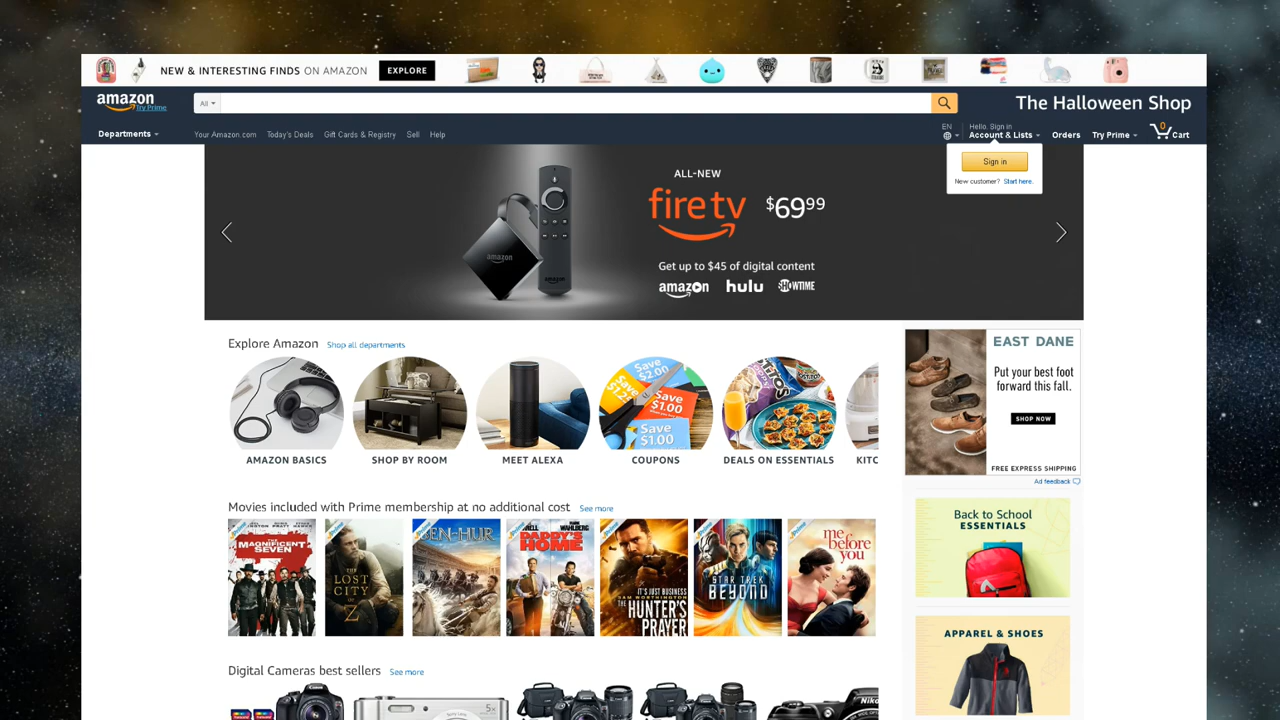 NEW & INTERESTING FINDS ON AMAZON EXPLORE
amazon
Try Prime
All
The Halloween Shop
Departments
Your Amazon.com Today's Deals Gift Cards & Registry Sell Help
EN
Hello. Sign in
Account & Lists
Orders
Try Prime
0
Cart
Sign in
New customer? Start here.
ALL-NEW
fire tv
$69.99
Get up to $45 of digital content
amazon hulu SHOWTIME
amazon
Explore Amazon Shop all departments
AMAZON BASICS
SHOP BY ROOM
MEET ALEXA
Save $2.00
Save $1.00
Save $1.00
COUPONS
DEALS ON ESSENTIALS
KITC
EAST DANE
Put your best foot
forward this fall.
SHOP NOW
FREE EXPRESS SHIPPING
Ad feedback
Movies included with Prime membership at no additional cost See more
THE MAGNIFICENT SEVEN
THE LOST CITY OF Z
BEN-HUR
DADDY'S HOME
IT'S JUST BUSINESS
SAM WORTHINGTON
THE HUNTER'S PRAYER
STAR TREK BEYOND
me before you
Back to School
ESSENTIALS
APPAREL & SHOES
Digital Cameras best sellers See more
Canon
Nikon